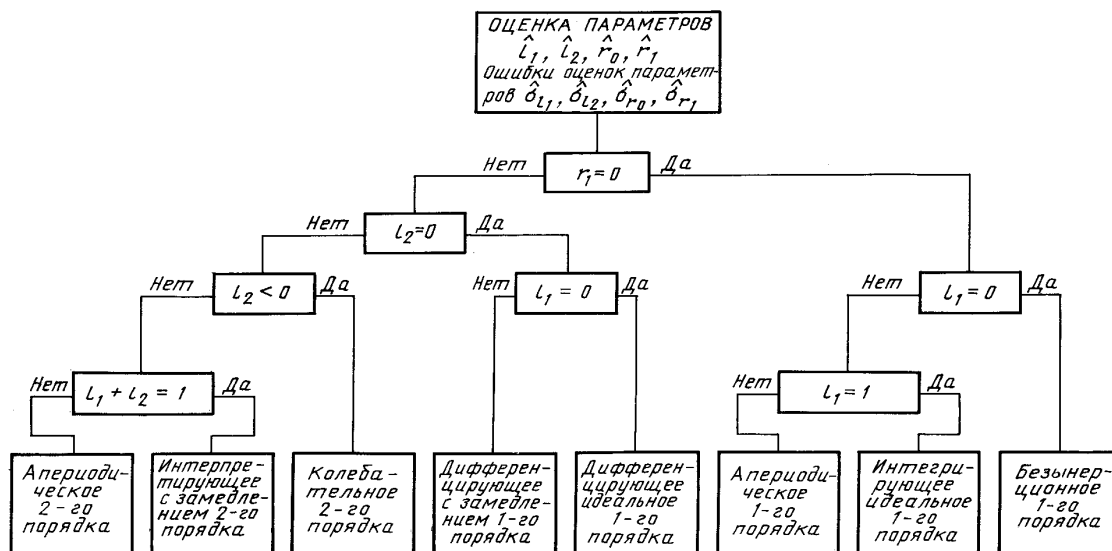 ОЦЕНКА ПАРАМЕТРОВ
l̂₁, l̂₂, r̂₀, r̂₁
Ошибки оценок парамет-
ров σ̂l₁, σ̂l₂, σ̂r₀, σ̂r₁
Нет
r₁=0
Да
Нет
l₂=0
Да
Нет
l₂ < 0
Да
Нет
l₁ = 0
Да
Нет
l₁=0
Да
Нет
l₁ + l₂ = 1
Да
Нет
l₁=1
Да
Апериоди-
ческое
2-го
порядка
Интерпре-
тирующее
с замедле-
нием 2-го
порядка
Колеба-
тельное
2-го
порядка
Дифферен-
цирующее
с замедле-
нием 1-го
порядка
Дифферен-
цирующее
идеальное
1-го
порядка
Апериоди-
ческое
1-го
порядка
Интегри-
рующее
идеальное
1-го
порядка
Безынер-
ционное
1-го
порядка